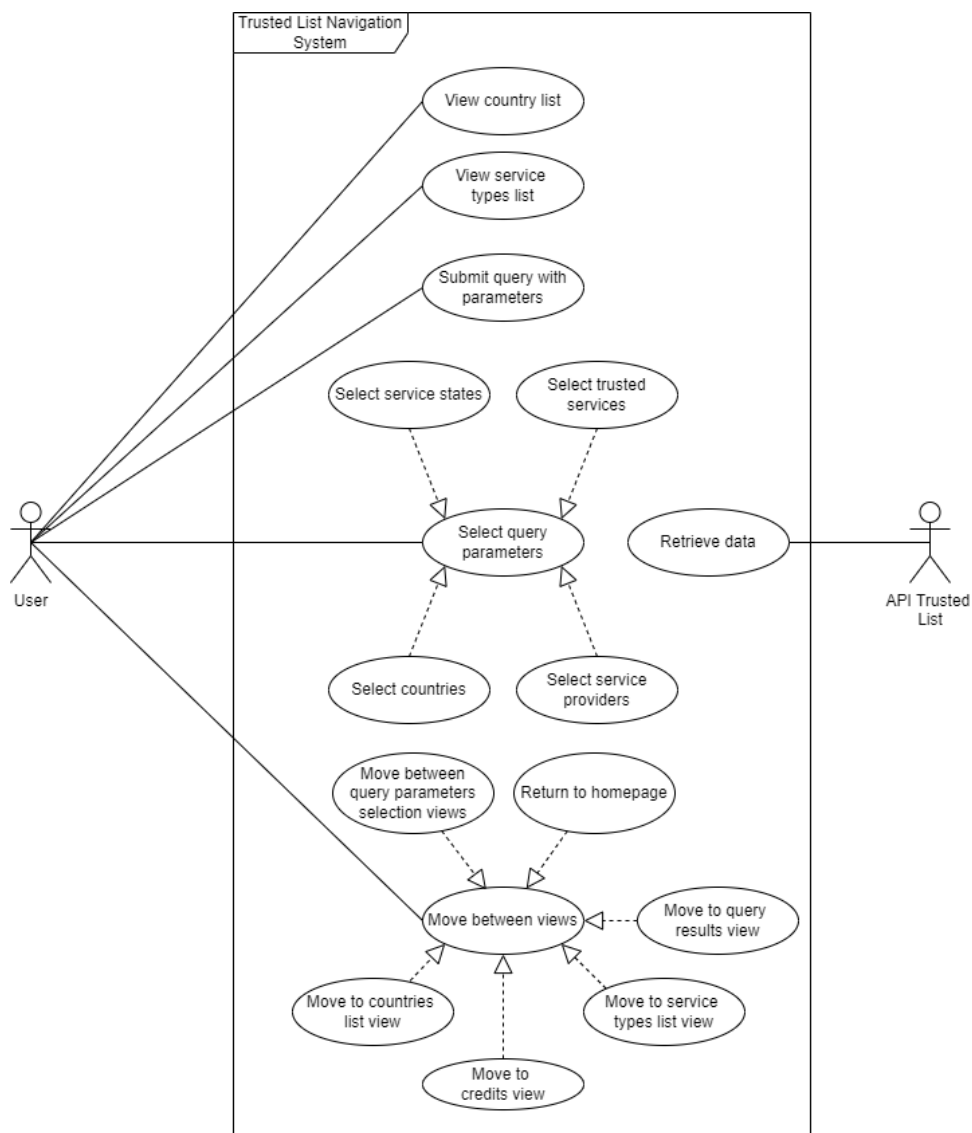 Trusted List Navigation
System
View country list
View service
types list
Submit query with
parameters
Select service states
Select trusted
services
Select query
parameters
Retrieve data
User
API Trusted
List
Select countries
Select service
providers
Move between
query parameters
selection views
Return to homepage
Move between views
Move to query
results view
Move to countries
list view
Move to service
types list view
Move to
credits view